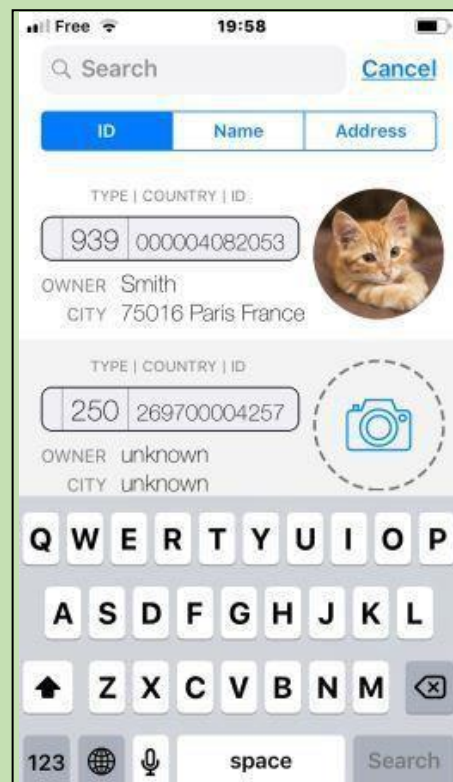 Free 19:58
Search Cancel
ID Name Address
TYPE | COUNTRY | ID
939 000004082053
OWNER Smith
CITY 75016 Paris France
TYPE | COUNTRY | ID
250 269700004257
OWNER unknown
CITY unknown
Q W E R T Y U I O P
A S D F G H J K L
Z X C V B N M
123 space Search